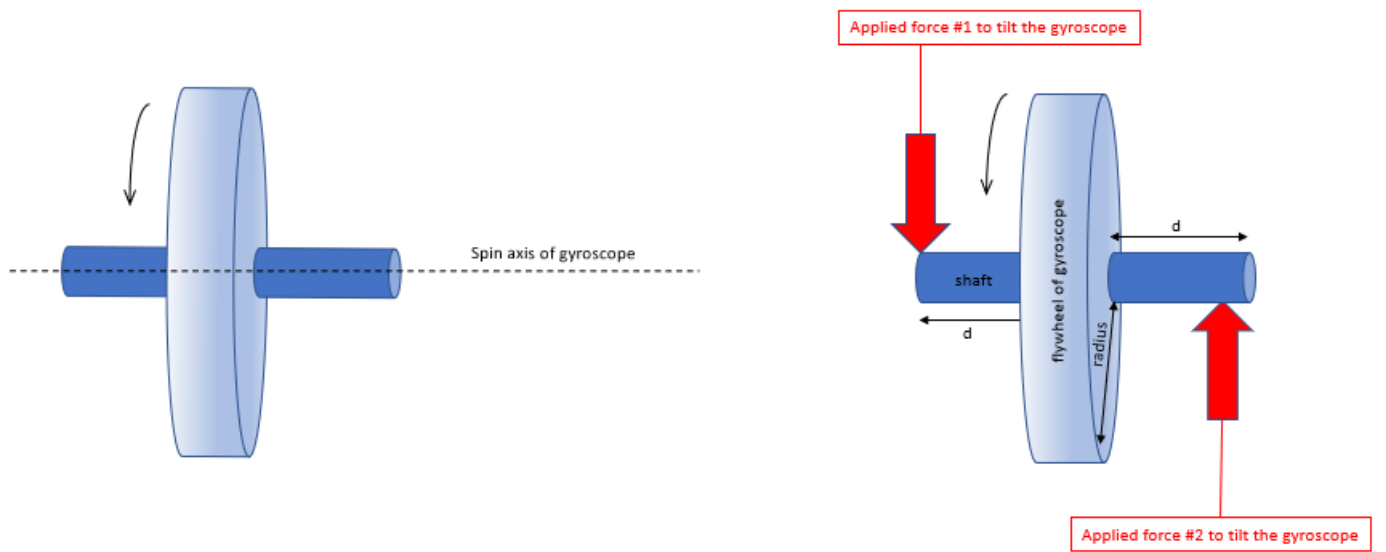 Applied force #1 to tilt the gyroscope
Spin axis of gyroscope
d
shaft
flywheel of gyroscope
d
radius
Applied force #2 to tilt the gyroscope